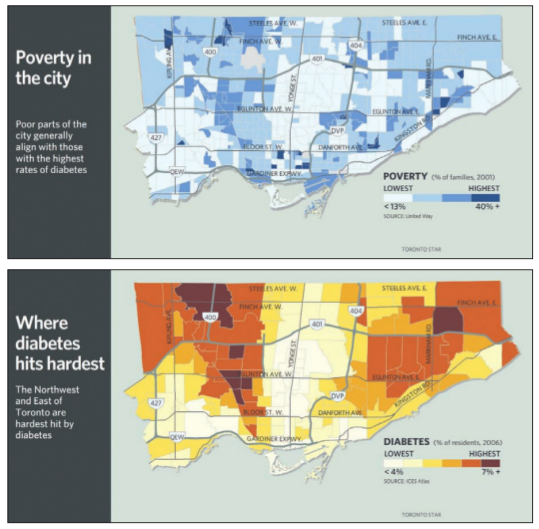 Poverty in
the city
Poor parts of the
city generally
align with those
with the highest
rates of diabetes
STEELES AVE. W.
STEELES AVE. E.
FINCH AVE. W.
FINCH AVE. E.
KIPLING AVE.
400
401
404
YONGE ST.
MARKHAM RD.
EGLINTON AVE. W.
EGLINTON AVE. E.
DVP
KINGSTON RD.
427
BLOOR ST. W.
DANFORTH AVE.
QEW
GARDINER EXPWY.
POVERTY (% of families, 2001)
LOWEST HIGHEST
<13% 40% +
SOURCE: United Way
TORONTO STAR
Where
diabetes
hits hardest
The Northwest
and East of
Toronto are
hardest hit by
diabetes
STEELES AVE. W.
STEELES AVE. E.
FINCH AVE. W.
FINCH AVE. E.
KIPLING AVE.
400
401
404
YONGE ST.
MARKHAM RD.
EGLINTON AVE. W.
EGLINTON AVE. E.
DVP
KINGSTON RD.
427
BLOOR ST. W.
DANFORTH AVE.
QEW
GARDINER EXPWY.
DIABETES (% of residents, 2006)
LOWEST HIGHEST
<4% 7% +
SOURCE: ICES Atlas
TORONTO STAR